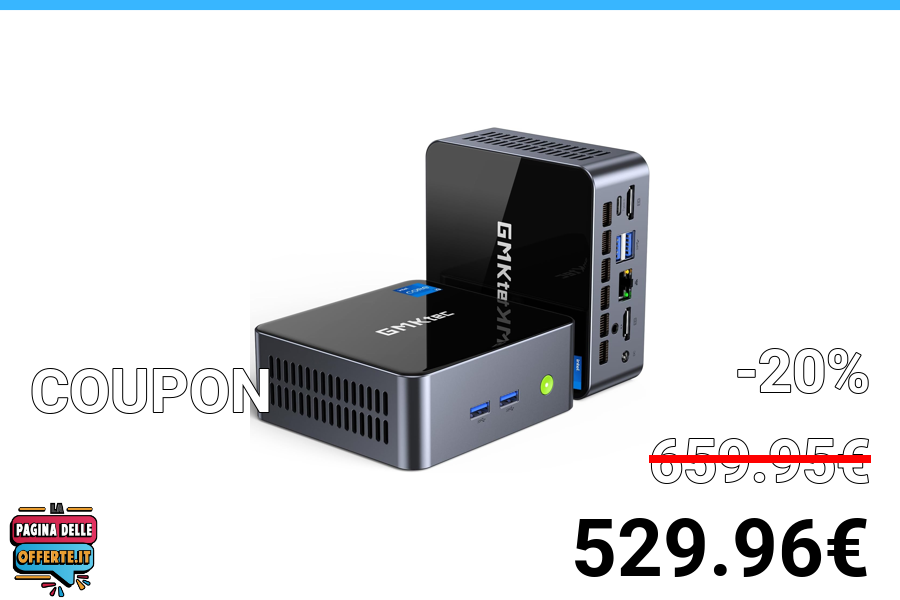 GMKtec
GMKtec
COUPON
-20%
659.95€
529.96€
LA
PAGINA DELLE
OFFERTE.IT